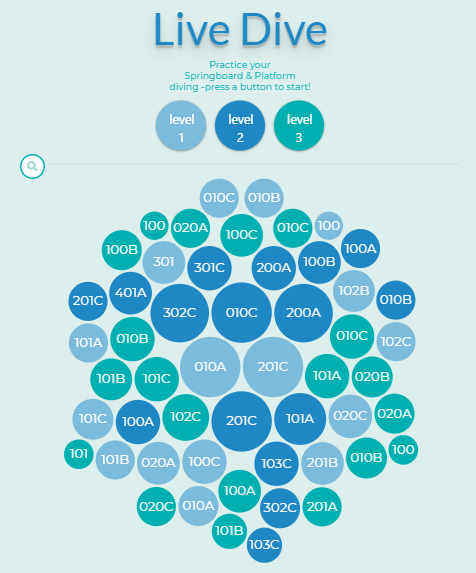 Live Dive
Practice your
Springboard & Platform
diving -press a button to start!
level
1
level
2
level
3
010C
010B
100
020A
100C
010C
100
100B
301
301C
200A
100B
100A
201C
401A
302C
010C
200A
102B
010B
101A
010B
010A
201C
010C
102C
101B
101C
101A
020B
101C
100A
102C
201C
101A
020C
020A
101
101B
020A
100C
103C
201B
010B
100
020C
010A
100A
302C
201A
101B
103C